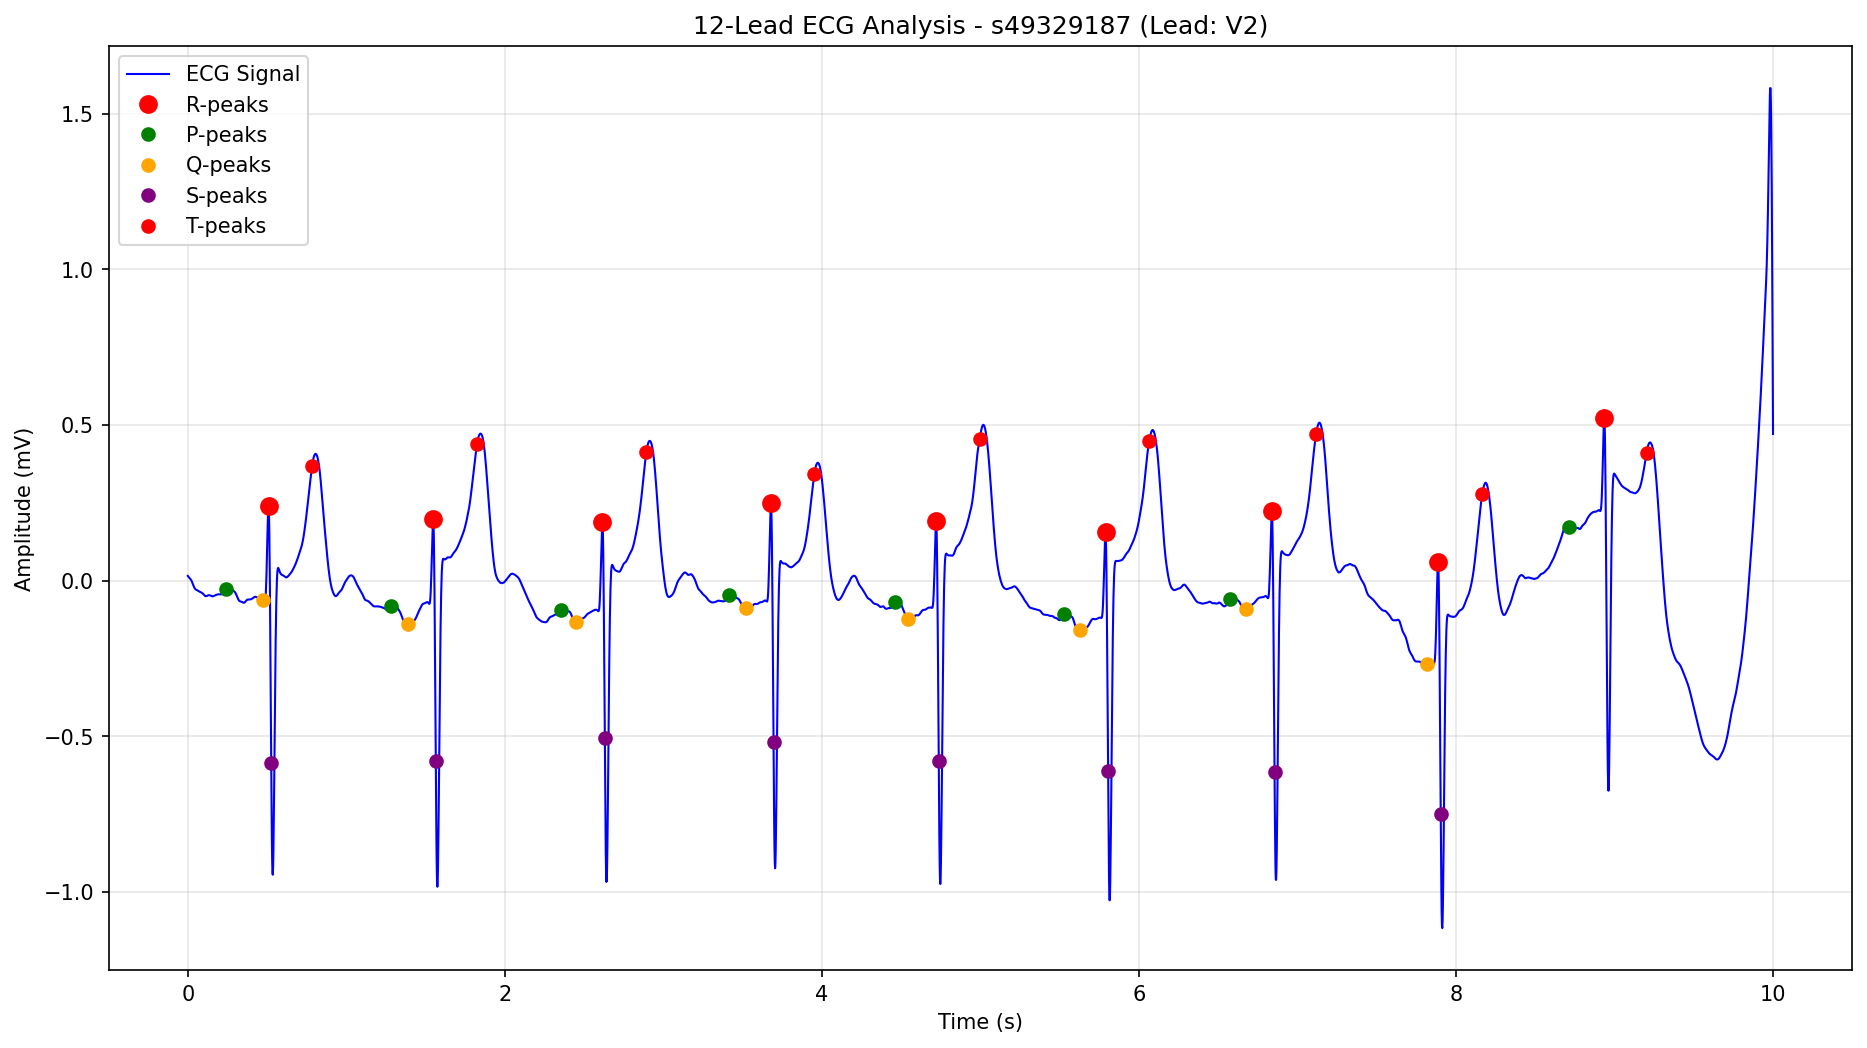 12-Lead ECG Analysis - s49329187 (Lead: V2)
ECG Signal
R-peaks
P-peaks
Q-peaks
S-peaks
T-peaks
1.5
1.0
0.5
0.0
−0.5
−1.0
Amplitude (mV)
0 2 4 6 8 10
Time (s)